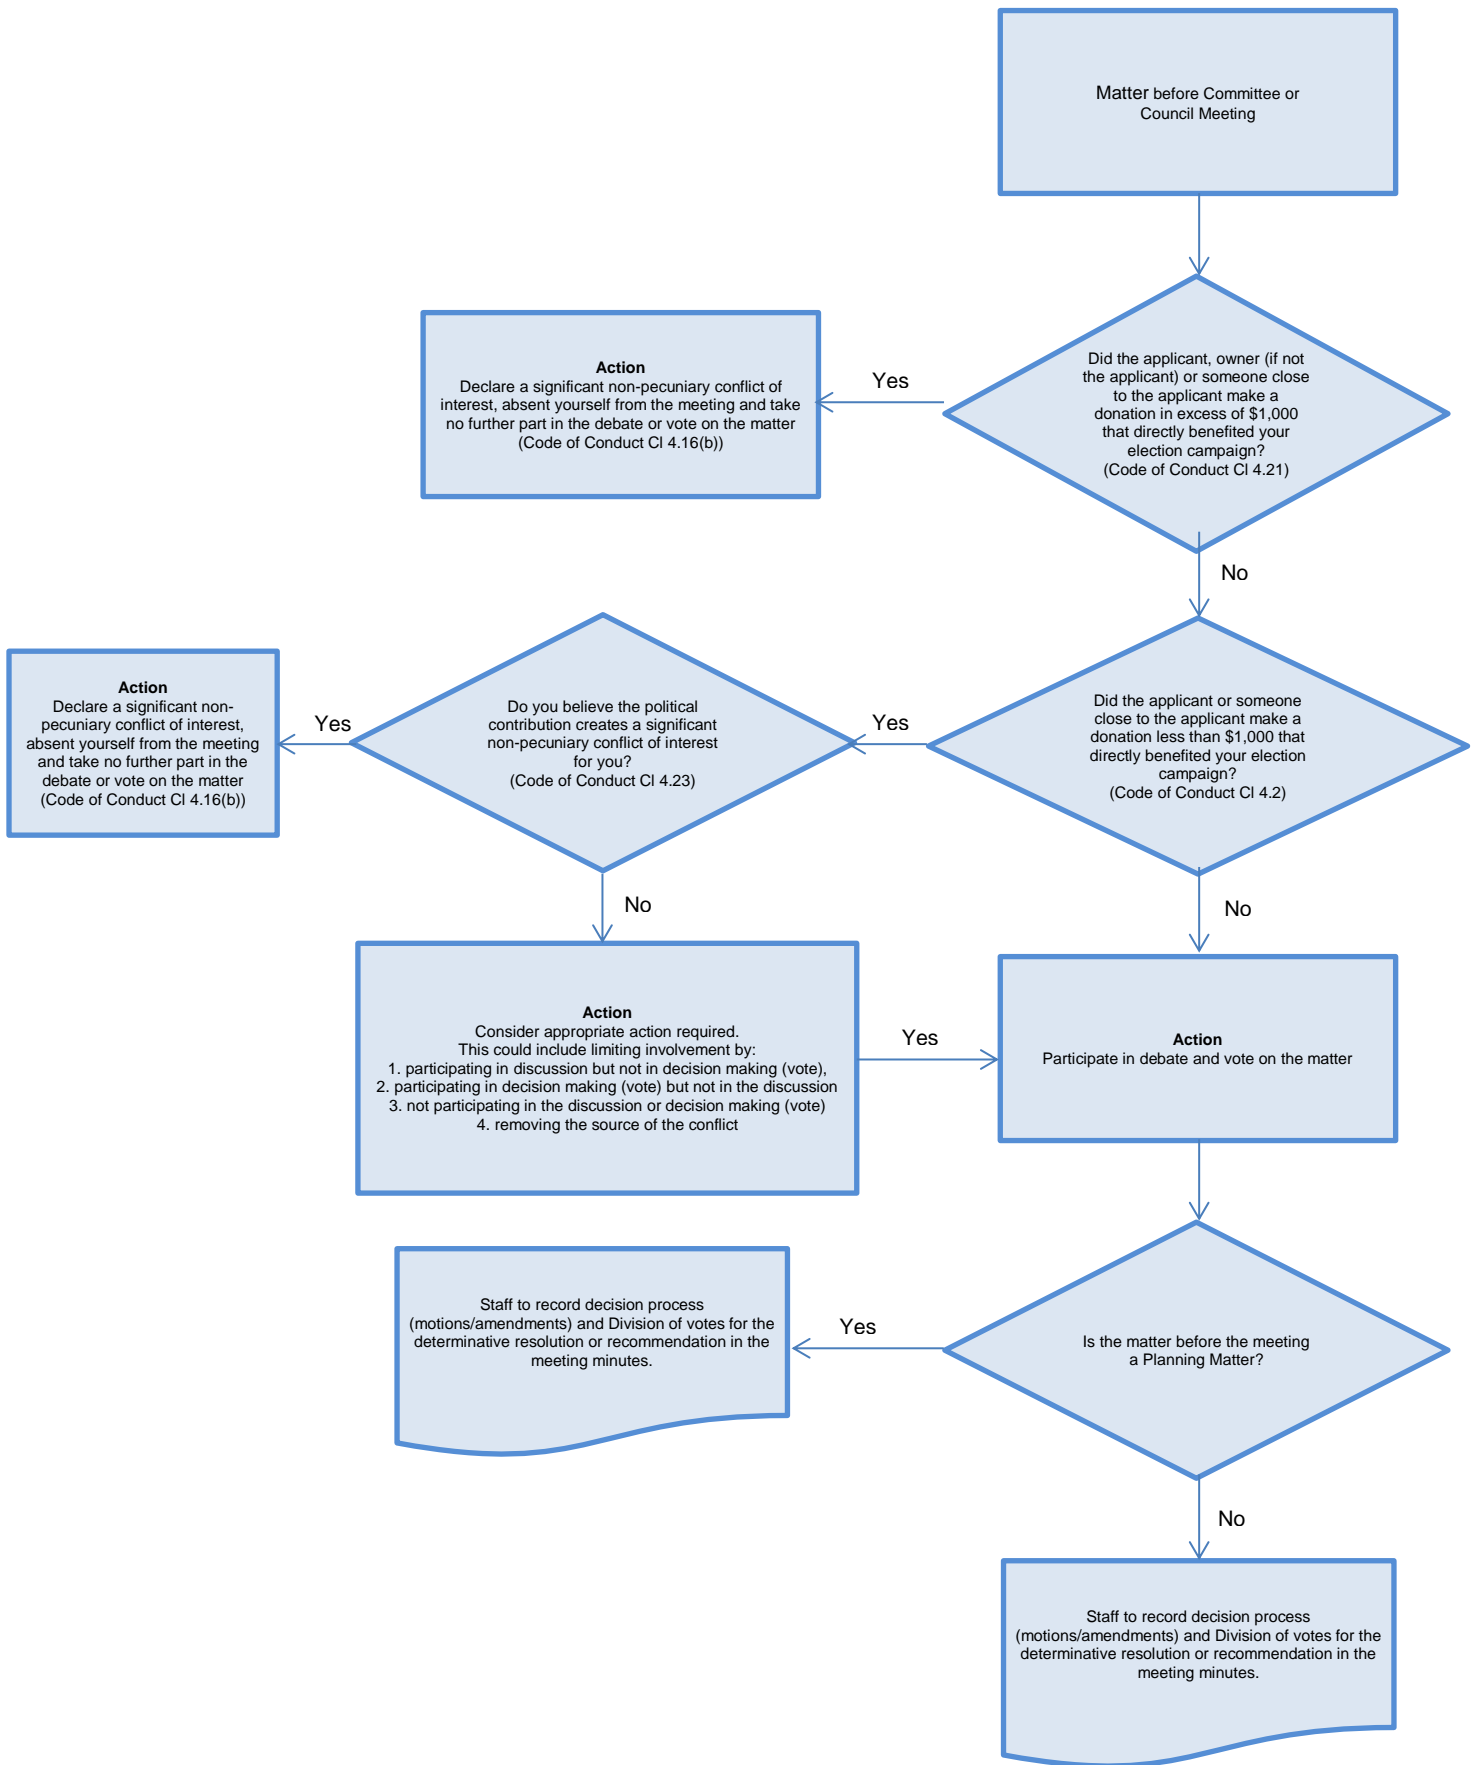 Matter before Committee or
Council Meeting
Did the applicant, owner (if not
the applicant) or someone close
to the applicant make a
donation in excess of $1,000
that directly benefited your
election campaign?
(Code of Conduct Cl 4.21)
Yes
Action
Declare a significant non-pecuniary conflict of
interest, absent yourself from the meeting and take
no further part in the debate or vote on the matter
(Code of Conduct Cl 4.16(b))
No
Did the applicant or someone
close to the applicant make a
donation less than $1,000 that
directly benefited your election
campaign?
(Code of Conduct Cl 4.2)
Yes
Do you believe the political
contribution creates a significant
non-pecuniary conflict of interest
for you?
(Code of Conduct Cl 4.23)
Yes
Action
Declare a significant non-
pecuniary conflict of interest,
absent yourself from the meeting
and take no further part in the
debate or vote on the matter
(Code of Conduct Cl 4.16(b))
No
No
Action
Consider appropriate action required.
This could include limiting involvement by:
1. participating in discussion but not in decision making (vote),
2. participating in decision making (vote) but not in the discussion
3. not participating in the discussion or decision making (vote)
4. removing the source of the conflict
Yes
Action
Participate in debate and vote on the matter
Is the matter before the meeting
a Planning Matter?
Yes
Staff to record decision process
(motions/amendments) and Division of votes for the
determinative resolution or recommendation in the
meeting minutes.
No
Staff to record decision process
(motions/amendments) and Division of votes for the
determinative resolution or recommendation in the
meeting minutes.